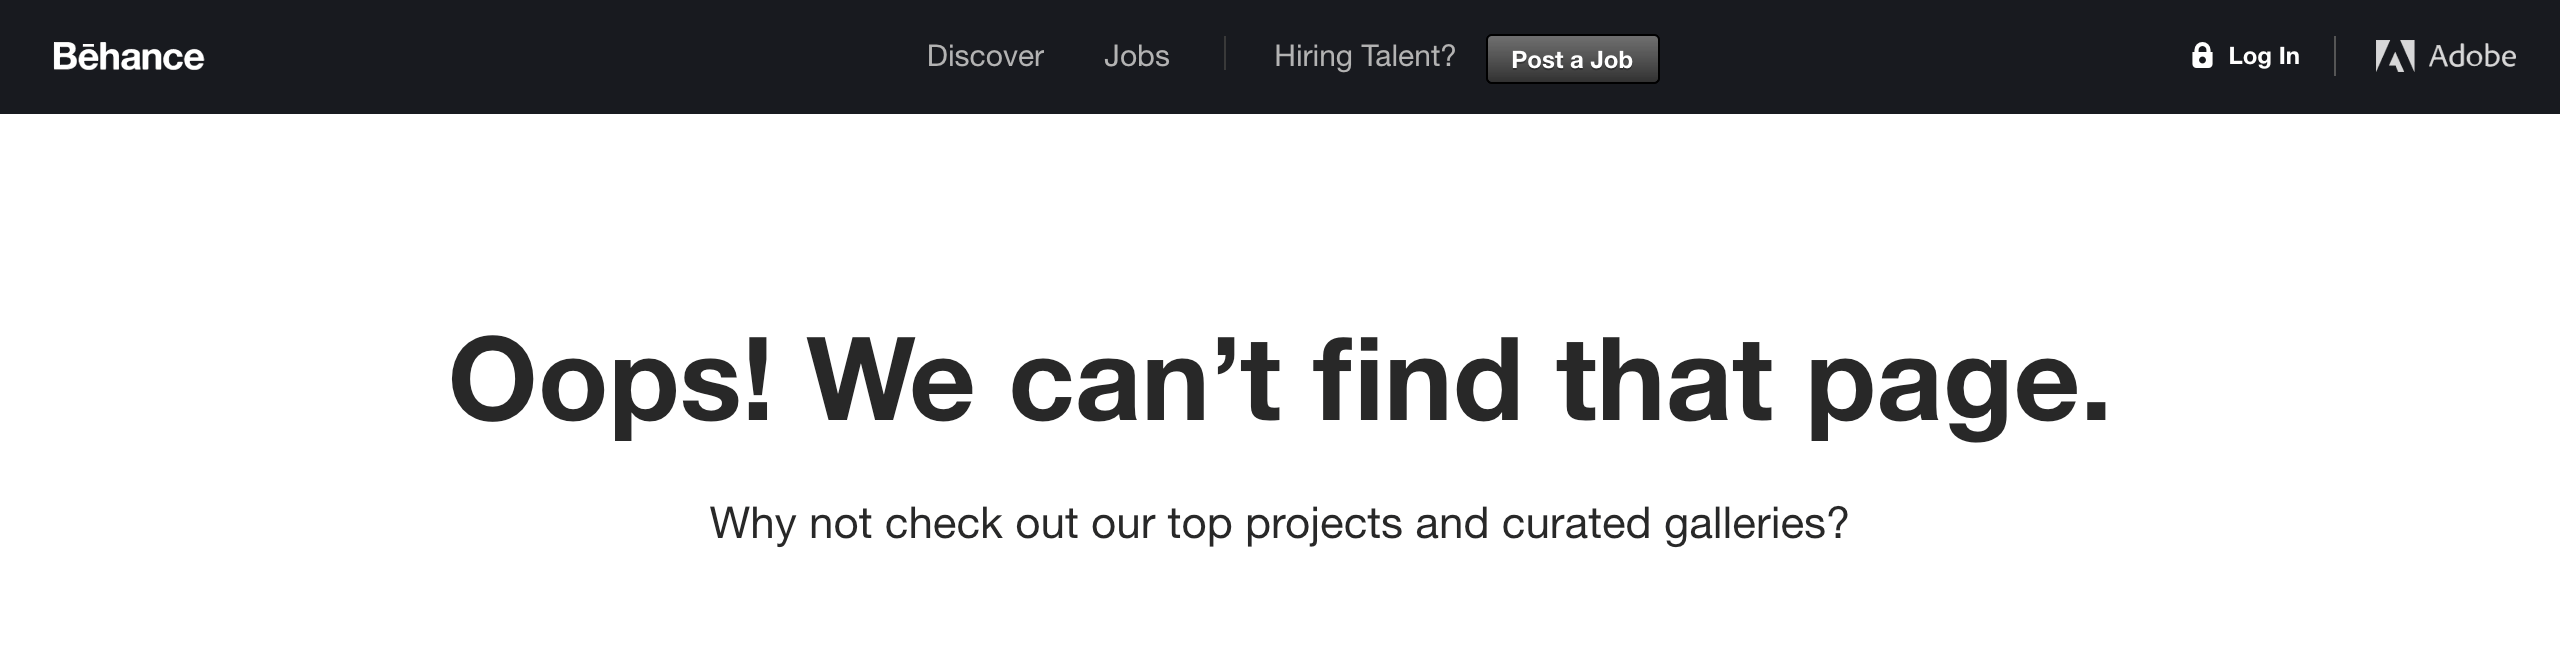 Bēhance
Discover Jobs Hiring Talent? Post a Job
Log In Adobe
Oops! We can’t find that page.
Why not check out our top projects and curated galleries?